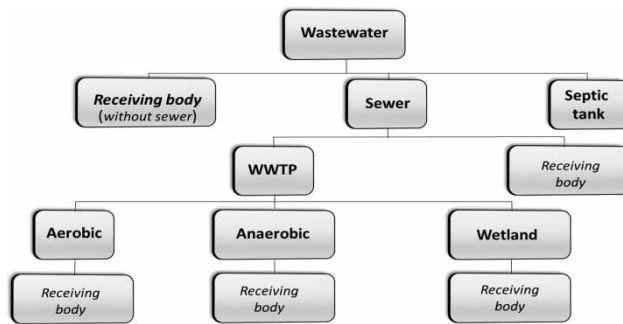 Wastewater
Receiving body
(without sewer)
Sewer
Septic
tank
WWTP
Receiving
body
Aerobic
Anaerobic
Wetland
Receiving
body
Receiving
body
Receiving
body